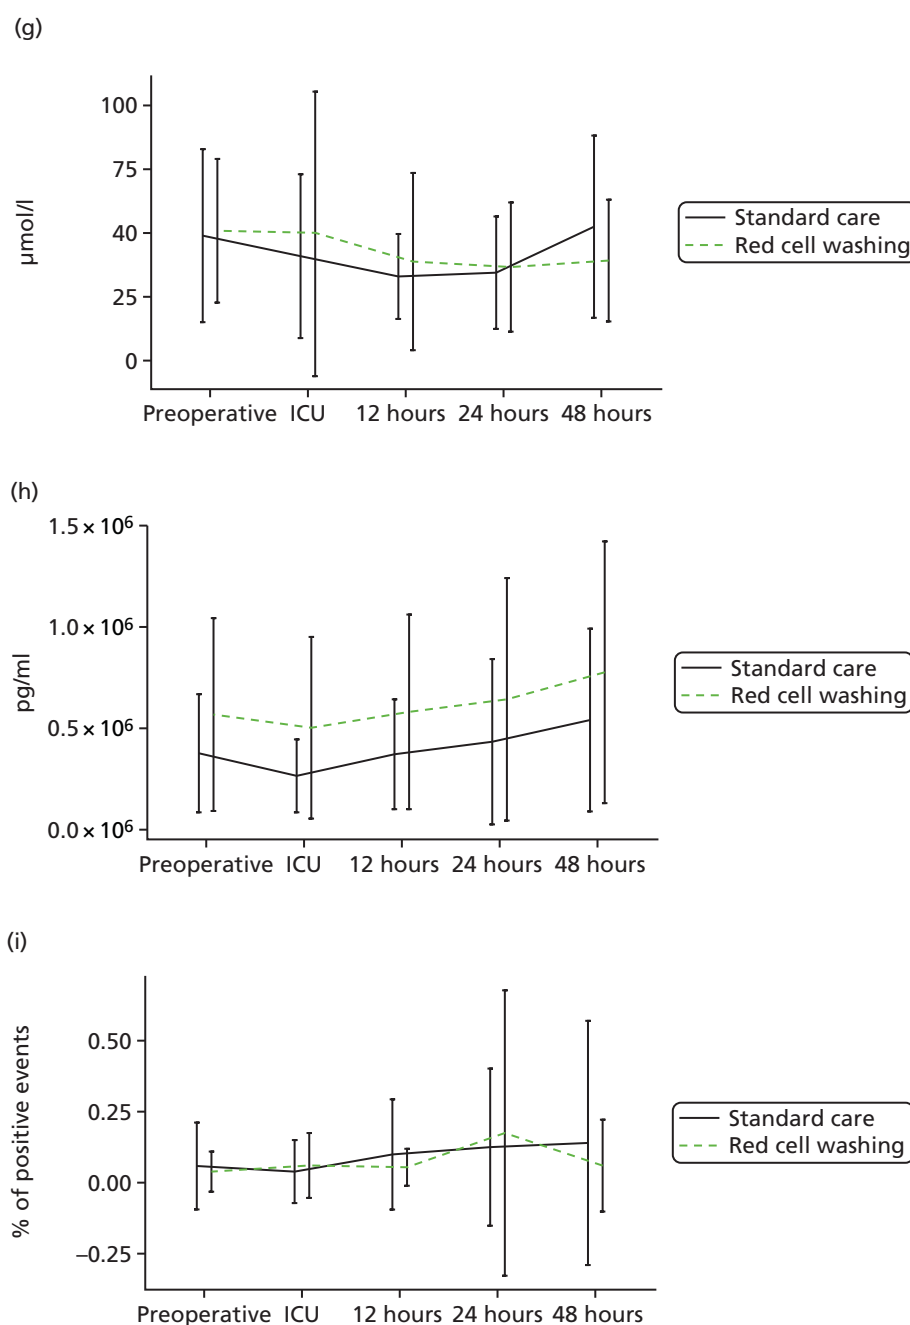 (g)
100
75
40
25
0
µmol/l
Preoperative ICU 12 hours 24 hours 48 hours
Standard care
Red cell washing
(h)
1.5 × 10⁶
1.0 × 10⁶
0.5 × 10⁶
0.0 × 10⁶
pg/ml
Preoperative ICU 12 hours 24 hours 48 hours
Standard care
Red cell washing
(i)
0.50
0.25
0.00
−0.25
% of positive events
Preoperative ICU 12 hours 24 hours 48 hours
Standard care
Red cell washing